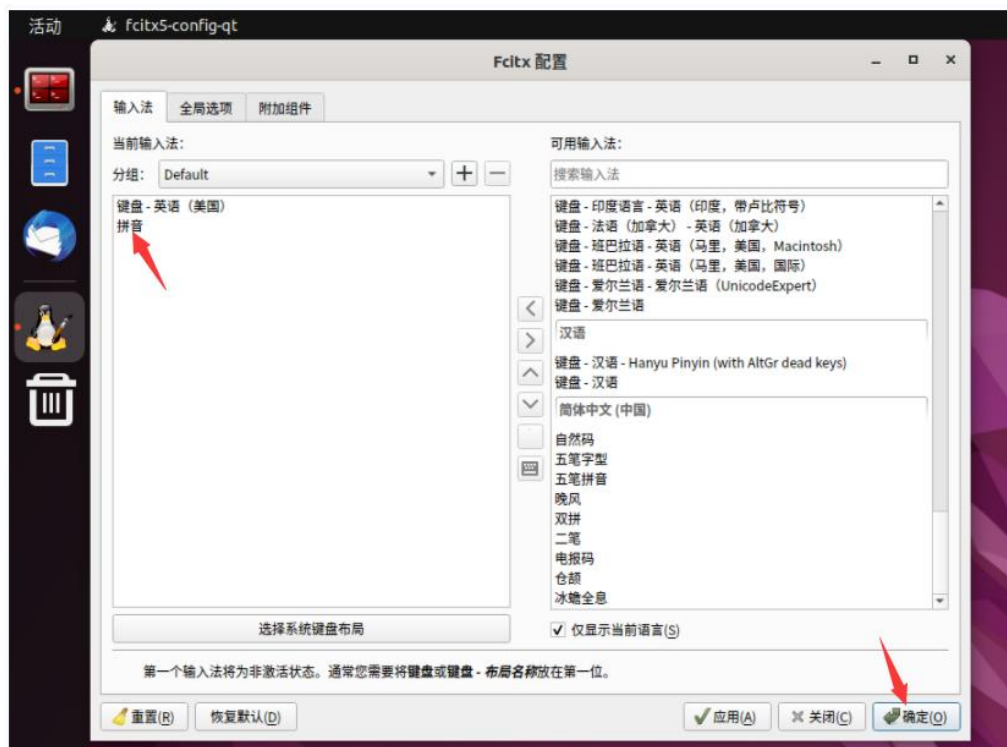 活动 fcitx5-config-qt
Fcitx 配置
输入法 全局选项 附加组件
当前输入法:
分组: Default
键盘 - 英语（美国）
拼音
选择系统键盘布局
可用输入法:
搜索输入法
键盘 - 印度语言 - 英语（印度，带卢比符号）
键盘 - 法语（加拿大）- 英语（加拿大）
键盘 - 班巴拉语 - 英语（马里，美国，Macintosh）
键盘 - 班巴拉语 - 英语（马里，美国，国际）
键盘 - 爱尔兰语 - 爱尔兰语（UnicodeExpert）
键盘 - 爱尔兰语
汉语
键盘 - 汉语 - Hanyu Pinyin (with AltGr dead keys)
键盘 - 汉语
简体中文 (中国)
自然码
五笔字型
五笔拼音
晚风
双拼
二笔
电报码
仓颉
冰蟾全息
仅显示当前语言(S)
第一个输入法将为非激活状态。通常您需要将键盘或键盘 - 布局名称放在第一位。
重置(R) 恢复默认(D) 应用(A) 关闭(C) 确定(O)